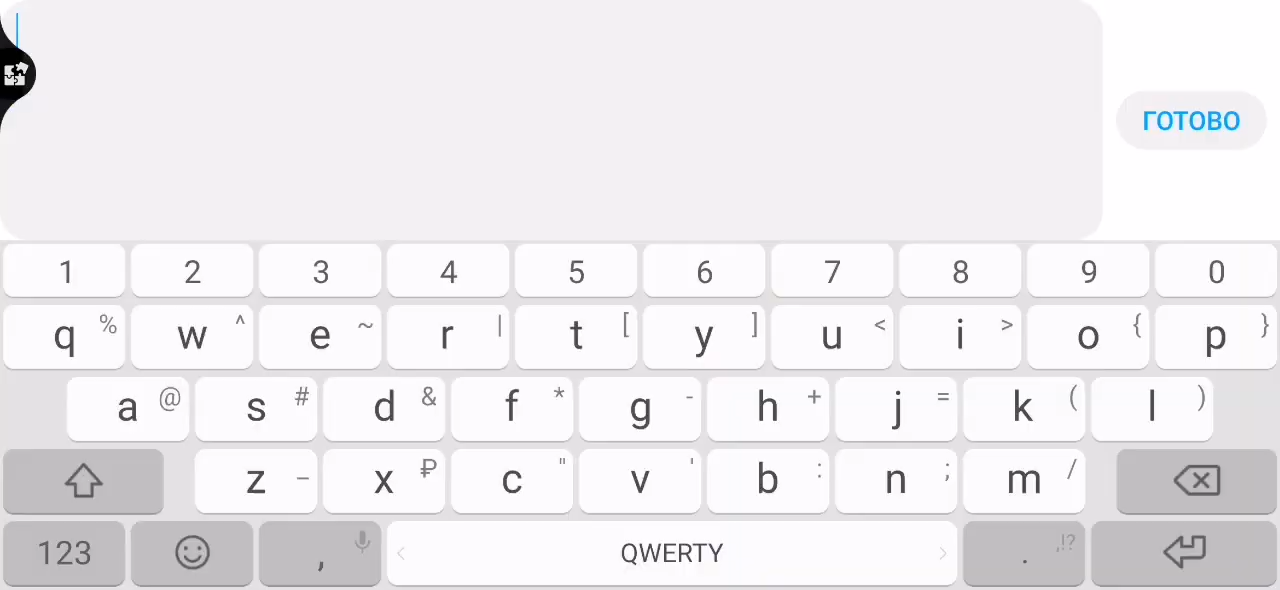 ГОТОВО
1 2 3 4 5 6 7 8 9 0
q % w ^ e ~ r | t [ y ] u < i > o { p }
a @ s # d & f * g - h + j = k ( l )
z _ x ₽ c " v ' b : n ; m /
123 , QWERTY . ,!?